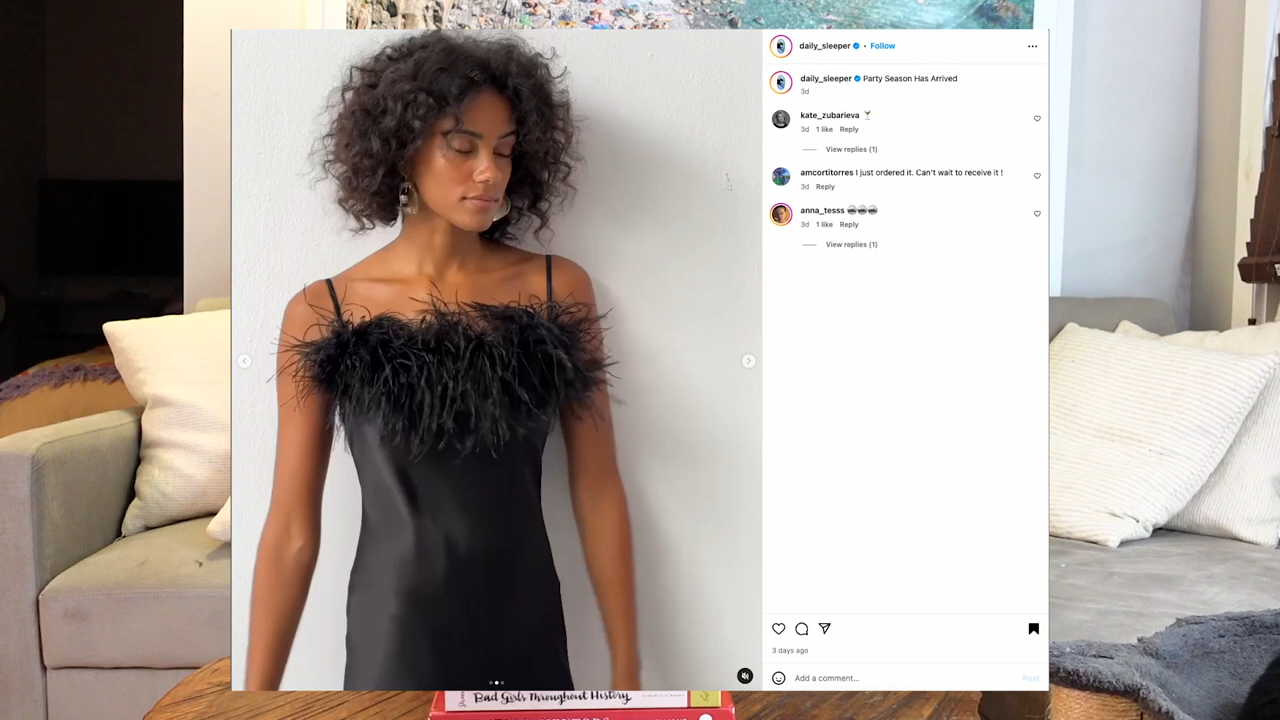 daily_sleeper • Follow
daily_sleeper Party Season Has Arrived
3d
kate_zubarieva
3d 1 like Reply
View replies (1)
amcortitorres I just ordered it. Can't wait to receive it !
3d Reply
anna_tesss
3d 1 like Reply
View replies (1)
3 days ago
Add a comment...
Post
Bad Girls Throughout History